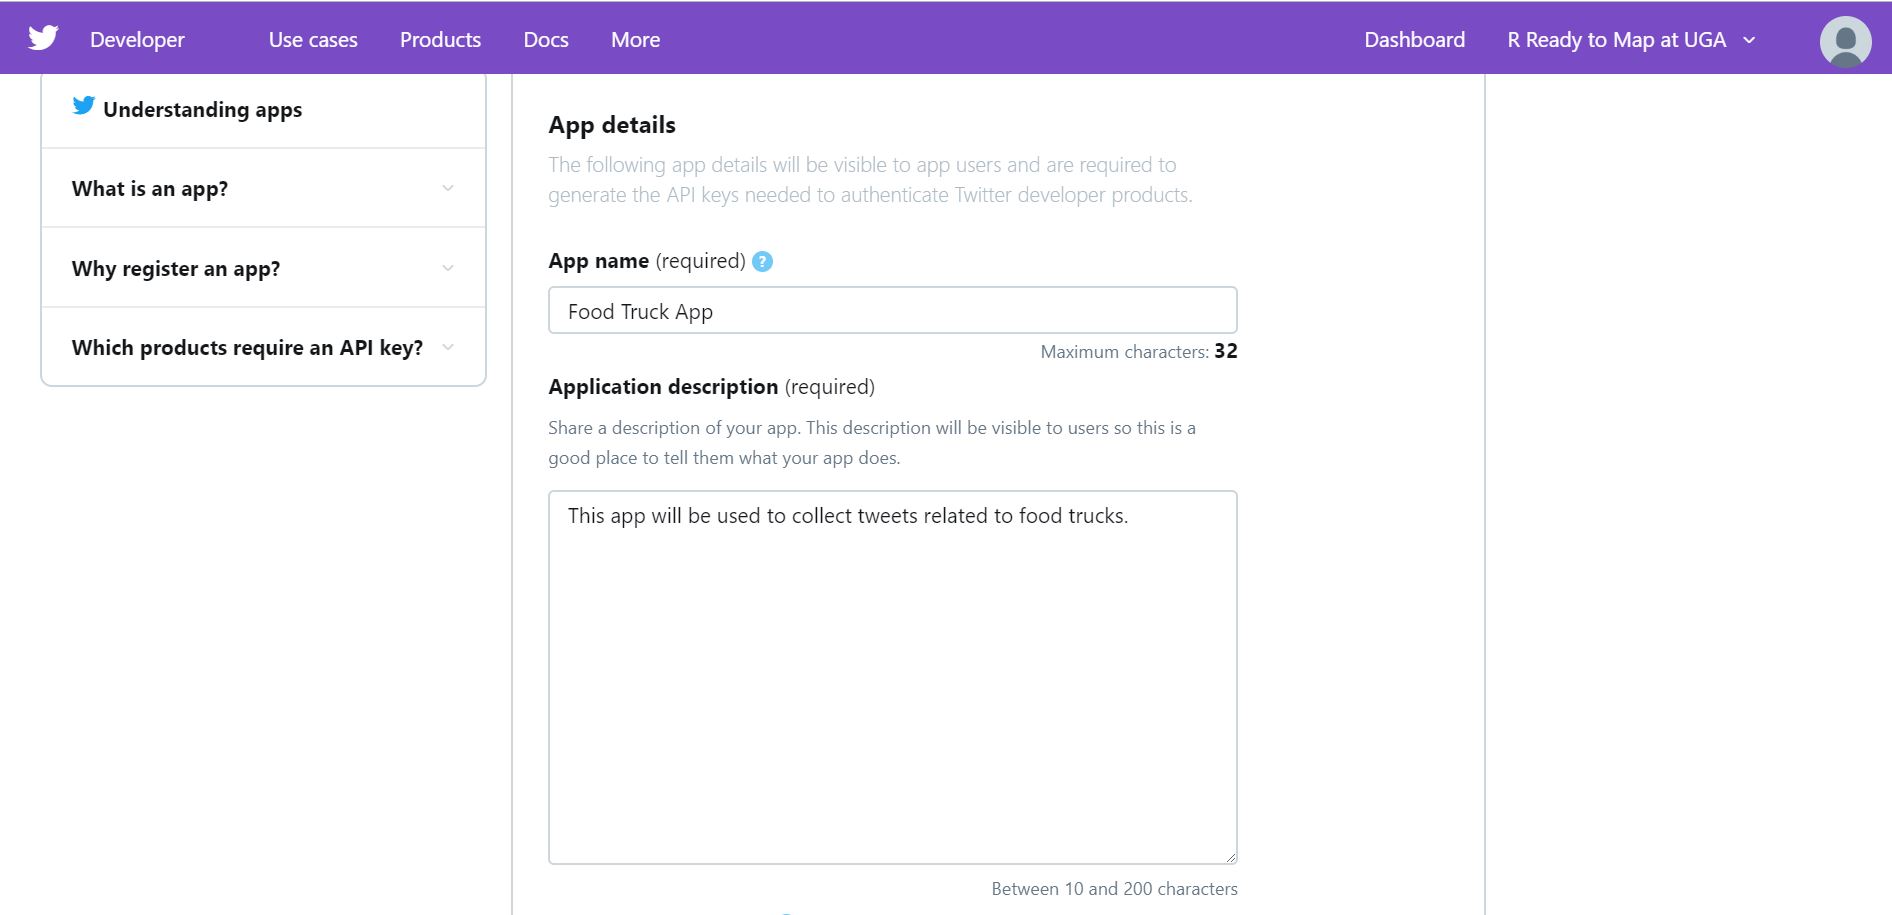 Developer Use cases Products Docs More Dashboard R Ready to Map at UGA
Understanding apps
What is an app?
Why register an app?
Which products require an API key?
App details
The following app details will be visible to app users and are required to
generate the API keys needed to authenticate Twitter developer products.
App name (required) ?
Food Truck App
Maximum characters: 32
Application description (required)
Share a description of your app. This description will be visible to users so this is a
good place to tell them what your app does.
This app will be used to collect tweets related to food trucks.
Between 10 and 200 characters